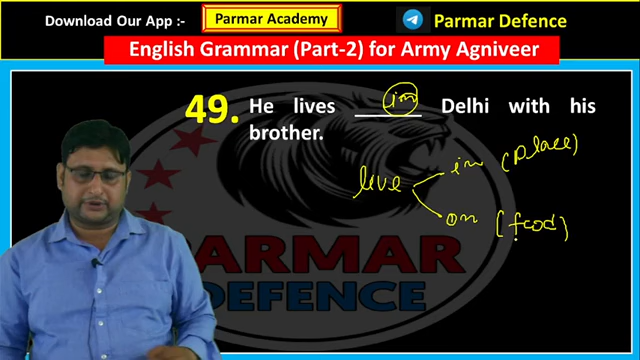 Download Our App :- Parmar Academy Parmar Defence
English Grammar (Part-2) for Army Agniveer
49. He lives in Delhi with his
brother.
live in (place)
on (food)
PARMAR
DEFENCE